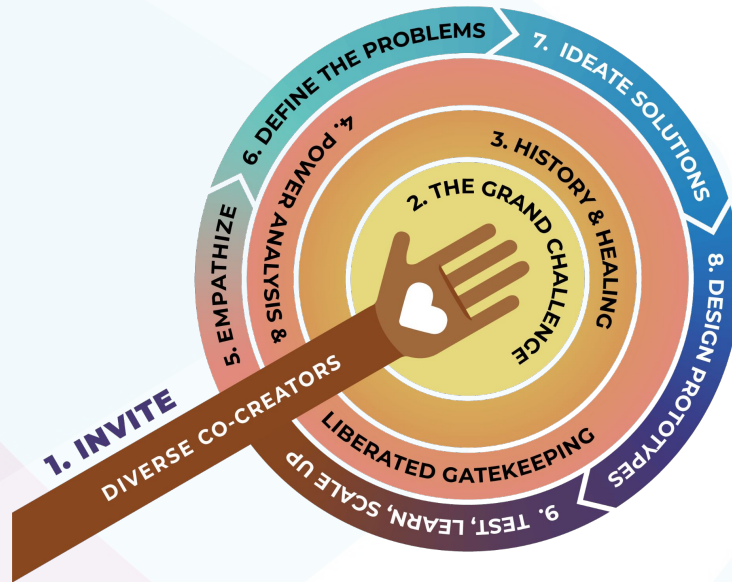 1. INVITE
DIVERSE CO-CREATORS
2. THE GRAND CHALLENGE
3. HISTORY & HEALING
4. POWER ANALYSIS &
LIBERATED GATEKEEPING
5. EMPATHIZE
6. DEFINE THE PROBLEMS
7. IDEATE SOLUTIONS
8. DESIGN PROTOTYPES
9. TEST, LEARN, SCALE UP